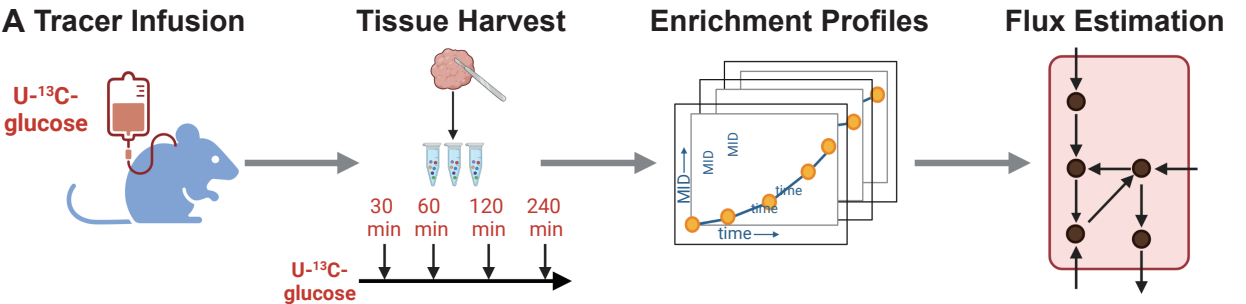 A Tracer Infusion
Tissue Harvest
Enrichment Profiles
Flux Estimation
U-¹³C-
glucose
30 60 120 240
min min min min
U-¹³C-
glucose
MID
MID
MID
time
time
time